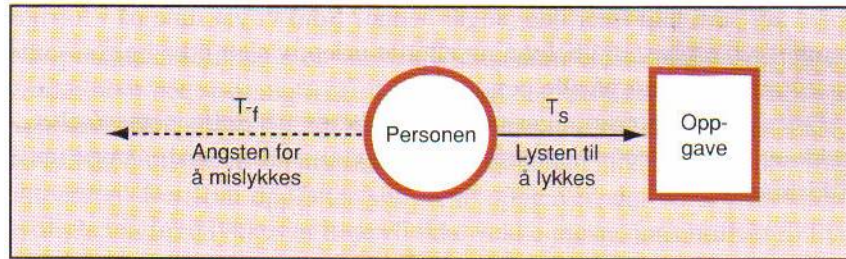 T-f
Angsten for
å mislykkes
Personen
Ts
Lysten til
å lykkes
Opp-
gave